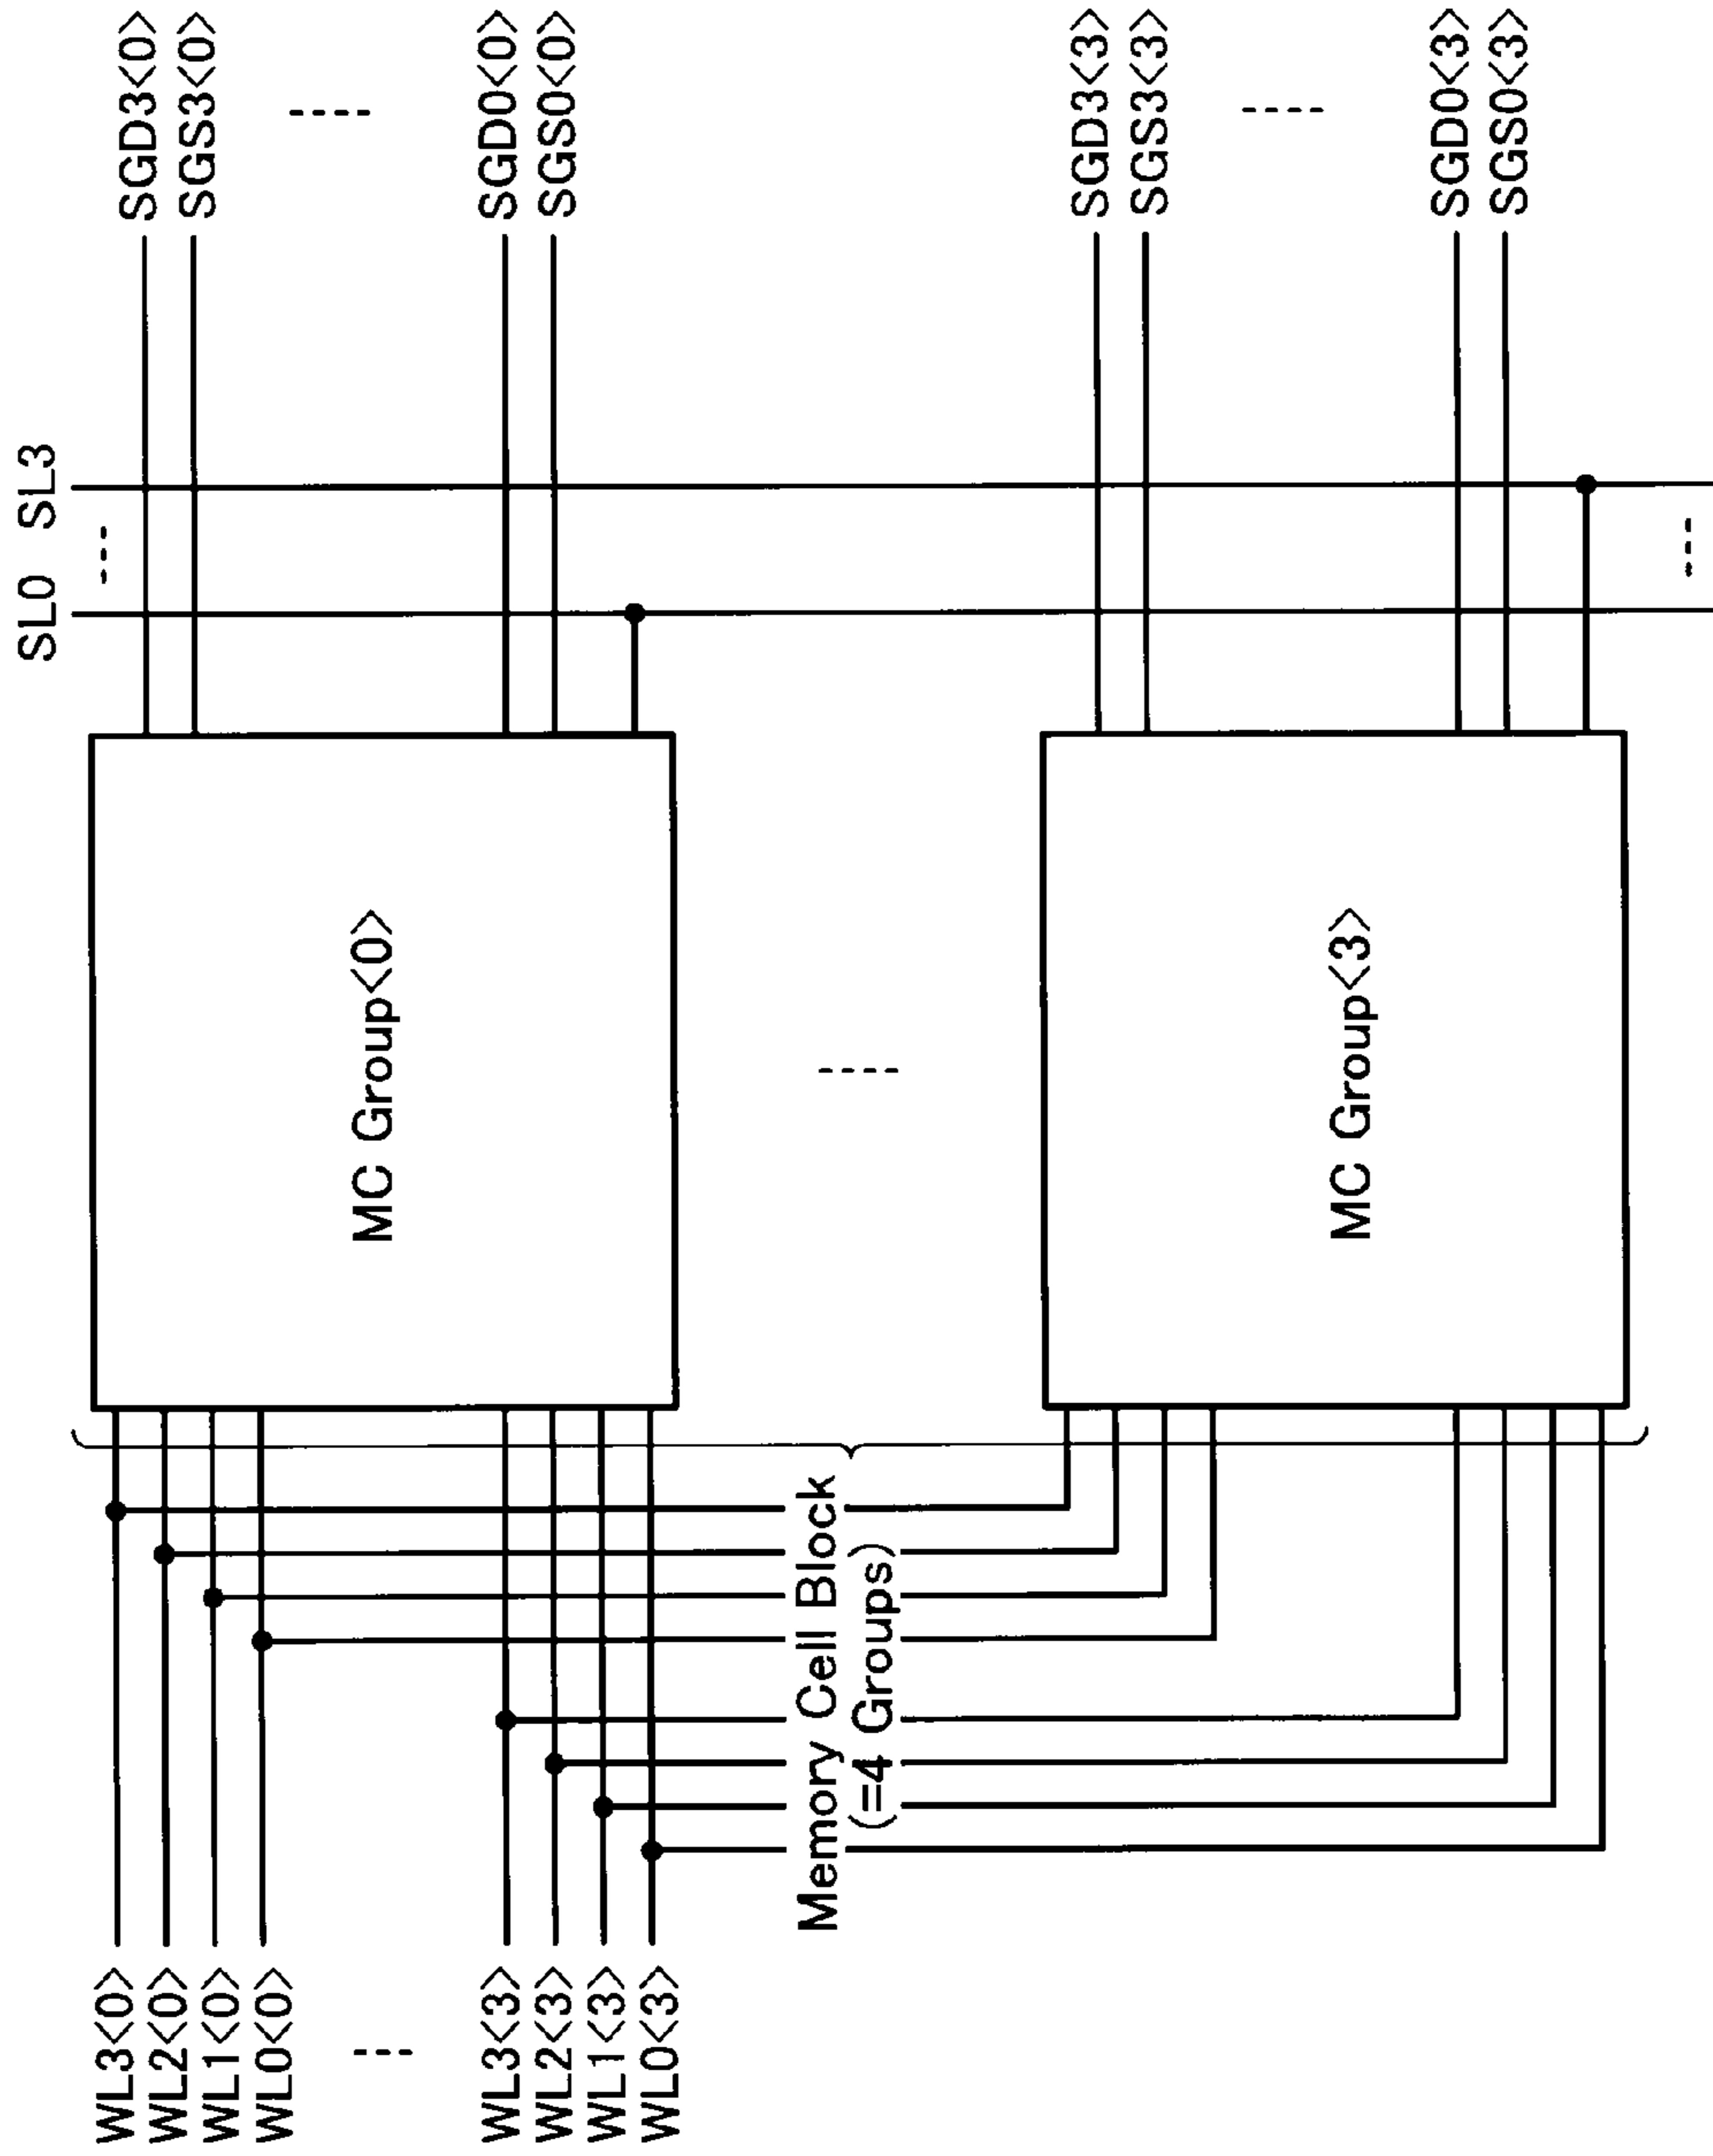 SL0 SL3
WL3<0>
WL2<0>
WL1<0>
WL0<0>
WL3<3>
WL2<3>
WL1<3>
WL0<3>
Memory Cell Block
(=4 Groups)
MC Group<0>
MC Group<3>
SGD3<0>
SGS3<0>
SGD0<0>
SGS0<0>
SGD3<3>
SGS3<3>
SGD0<3>
SGS0<3>